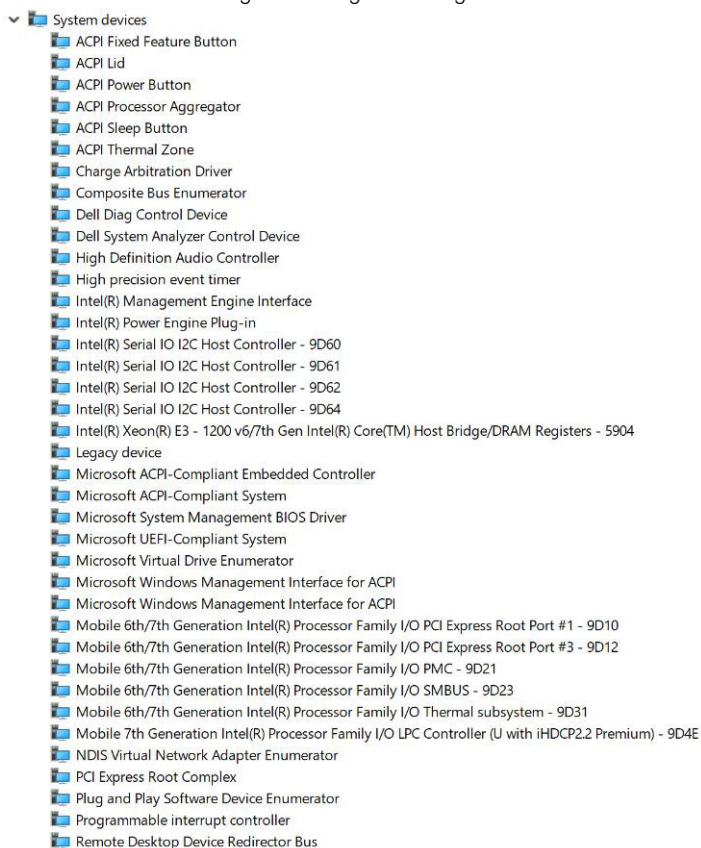 System devices
ACPI Fixed Feature Button
ACPI Lid
ACPI Power Button
ACPI Processor Aggregator
ACPI Sleep Button
ACPI Thermal Zone
Charge Arbitration Driver
Composite Bus Enumerator
Dell Diag Control Device
Dell System Analyzer Control Device
High Definition Audio Controller
High precision event timer
Intel(R) Management Engine Interface
Intel(R) Power Engine Plug-in
Intel(R) Serial IO I2C Host Controller - 9D60
Intel(R) Serial IO I2C Host Controller - 9D61
Intel(R) Serial IO I2C Host Controller - 9D62
Intel(R) Serial IO I2C Host Controller - 9D64
Intel(R) Xeon(R) E3 - 1200 v6/7th Gen Intel(R) Core(TM) Host Bridge/DRAM Registers - 5904
Legacy device
Microsoft ACPI-Compliant Embedded Controller
Microsoft ACPI-Compliant System
Microsoft System Management BIOS Driver
Microsoft UEFI-Compliant System
Microsoft Virtual Drive Enumerator
Microsoft Windows Management Interface for ACPI
Microsoft Windows Management Interface for ACPI
Mobile 6th/7th Generation Intel(R) Processor Family I/O PCI Express Root Port #1 - 9D10
Mobile 6th/7th Generation Intel(R) Processor Family I/O PCI Express Root Port #3 - 9D12
Mobile 6th/7th Generation Intel(R) Processor Family I/O PMC - 9D21
Mobile 6th/7th Generation Intel(R) Processor Family I/O SMBUS - 9D23
Mobile 6th/7th Generation Intel(R) Processor Family I/O Thermal subsystem - 9D31
Mobile 7th Generation Intel(R) Processor Family I/O LPC Controller (U with iHDCP2.2 Premium) - 9D4E
NDIS Virtual Network Adapter Enumerator
PCI Express Root Complex
Plug and Play Software Device Enumerator
Programmable interrupt controller
Remote Desktop Device Redirector Bus